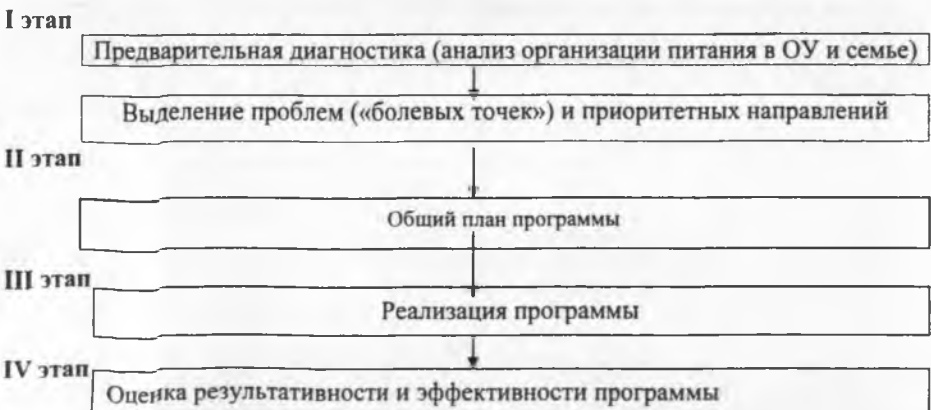 I этап
Предварительная диагностика (анализ организации питания в ОУ и семье)
Выделение проблем («болевых точек») и приоритетных направлений
II этап
Общий план программы
III этап
Реализация программы
IV этап
Оценка результативности и эффективности программы